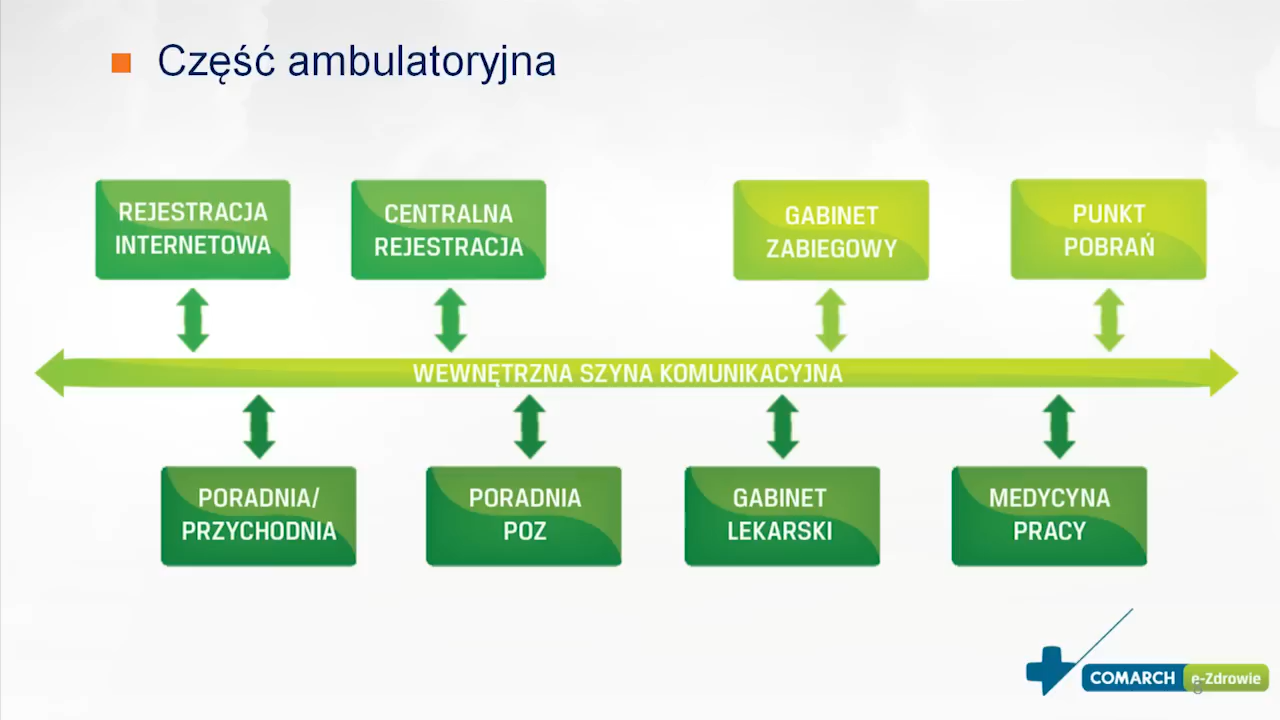 Część ambulatoryjna
REJESTRACJA
INTERNETOWA
CENTRALNA
REJESTRACJA
GABINET
ZABIEGOWY
PUNKT
POBRAŃ
WEWNĘTRZNA SZYNA KOMUNIKACYJNA
PORADNIA/
PRZYCHODNIA
PORADNIA
POZ
GABINET
LEKARSKI
MEDYCYNA
PRACY
COMARCH e-Zdrowie